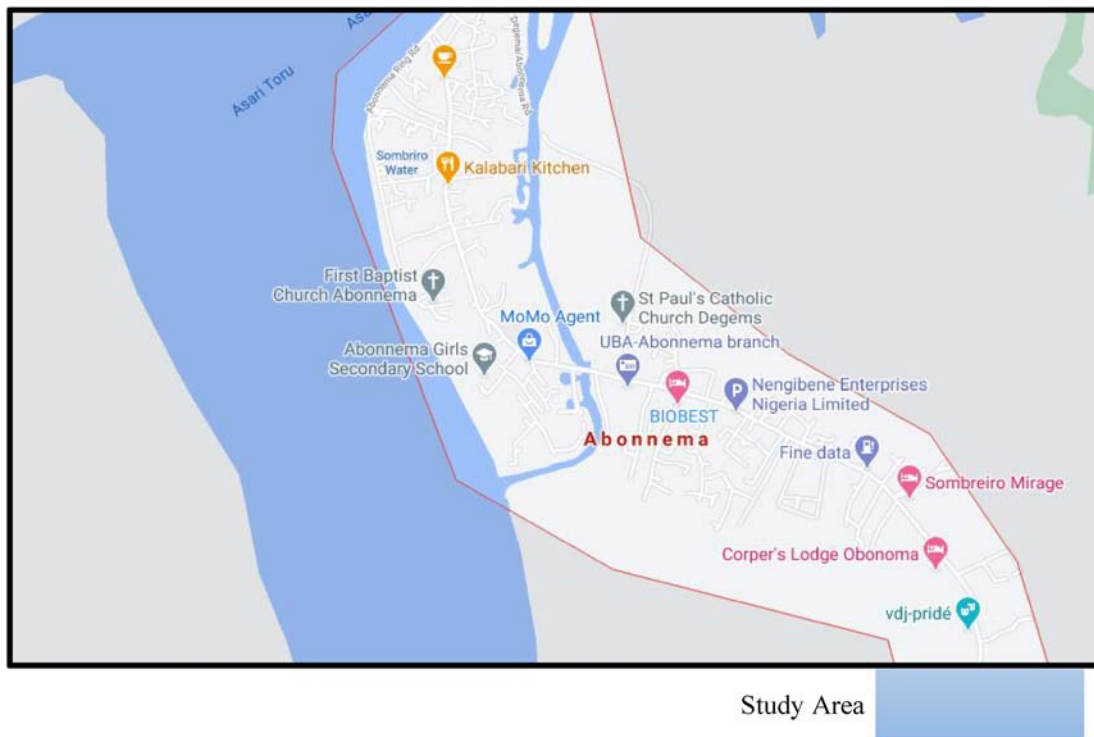 Asa
Asari
Degema/Abonnema Rd
Abonnema Ring Rd
Asari Toru
Sombriro
Water
Kalabari Kitchen
First Baptist
Church Abonnema
St Paul's Catholic
Church Degems
MoMo Agent
UBA-Abonnema branch
Abonnema Girls
Secondary School
Nengibene Enterprises
Nigeria Limited
BIOBEST
Abonnema
Fine data
Sombreiro Mirage
Corper's Lodge Obonoma
vdj-pridé
Study Area